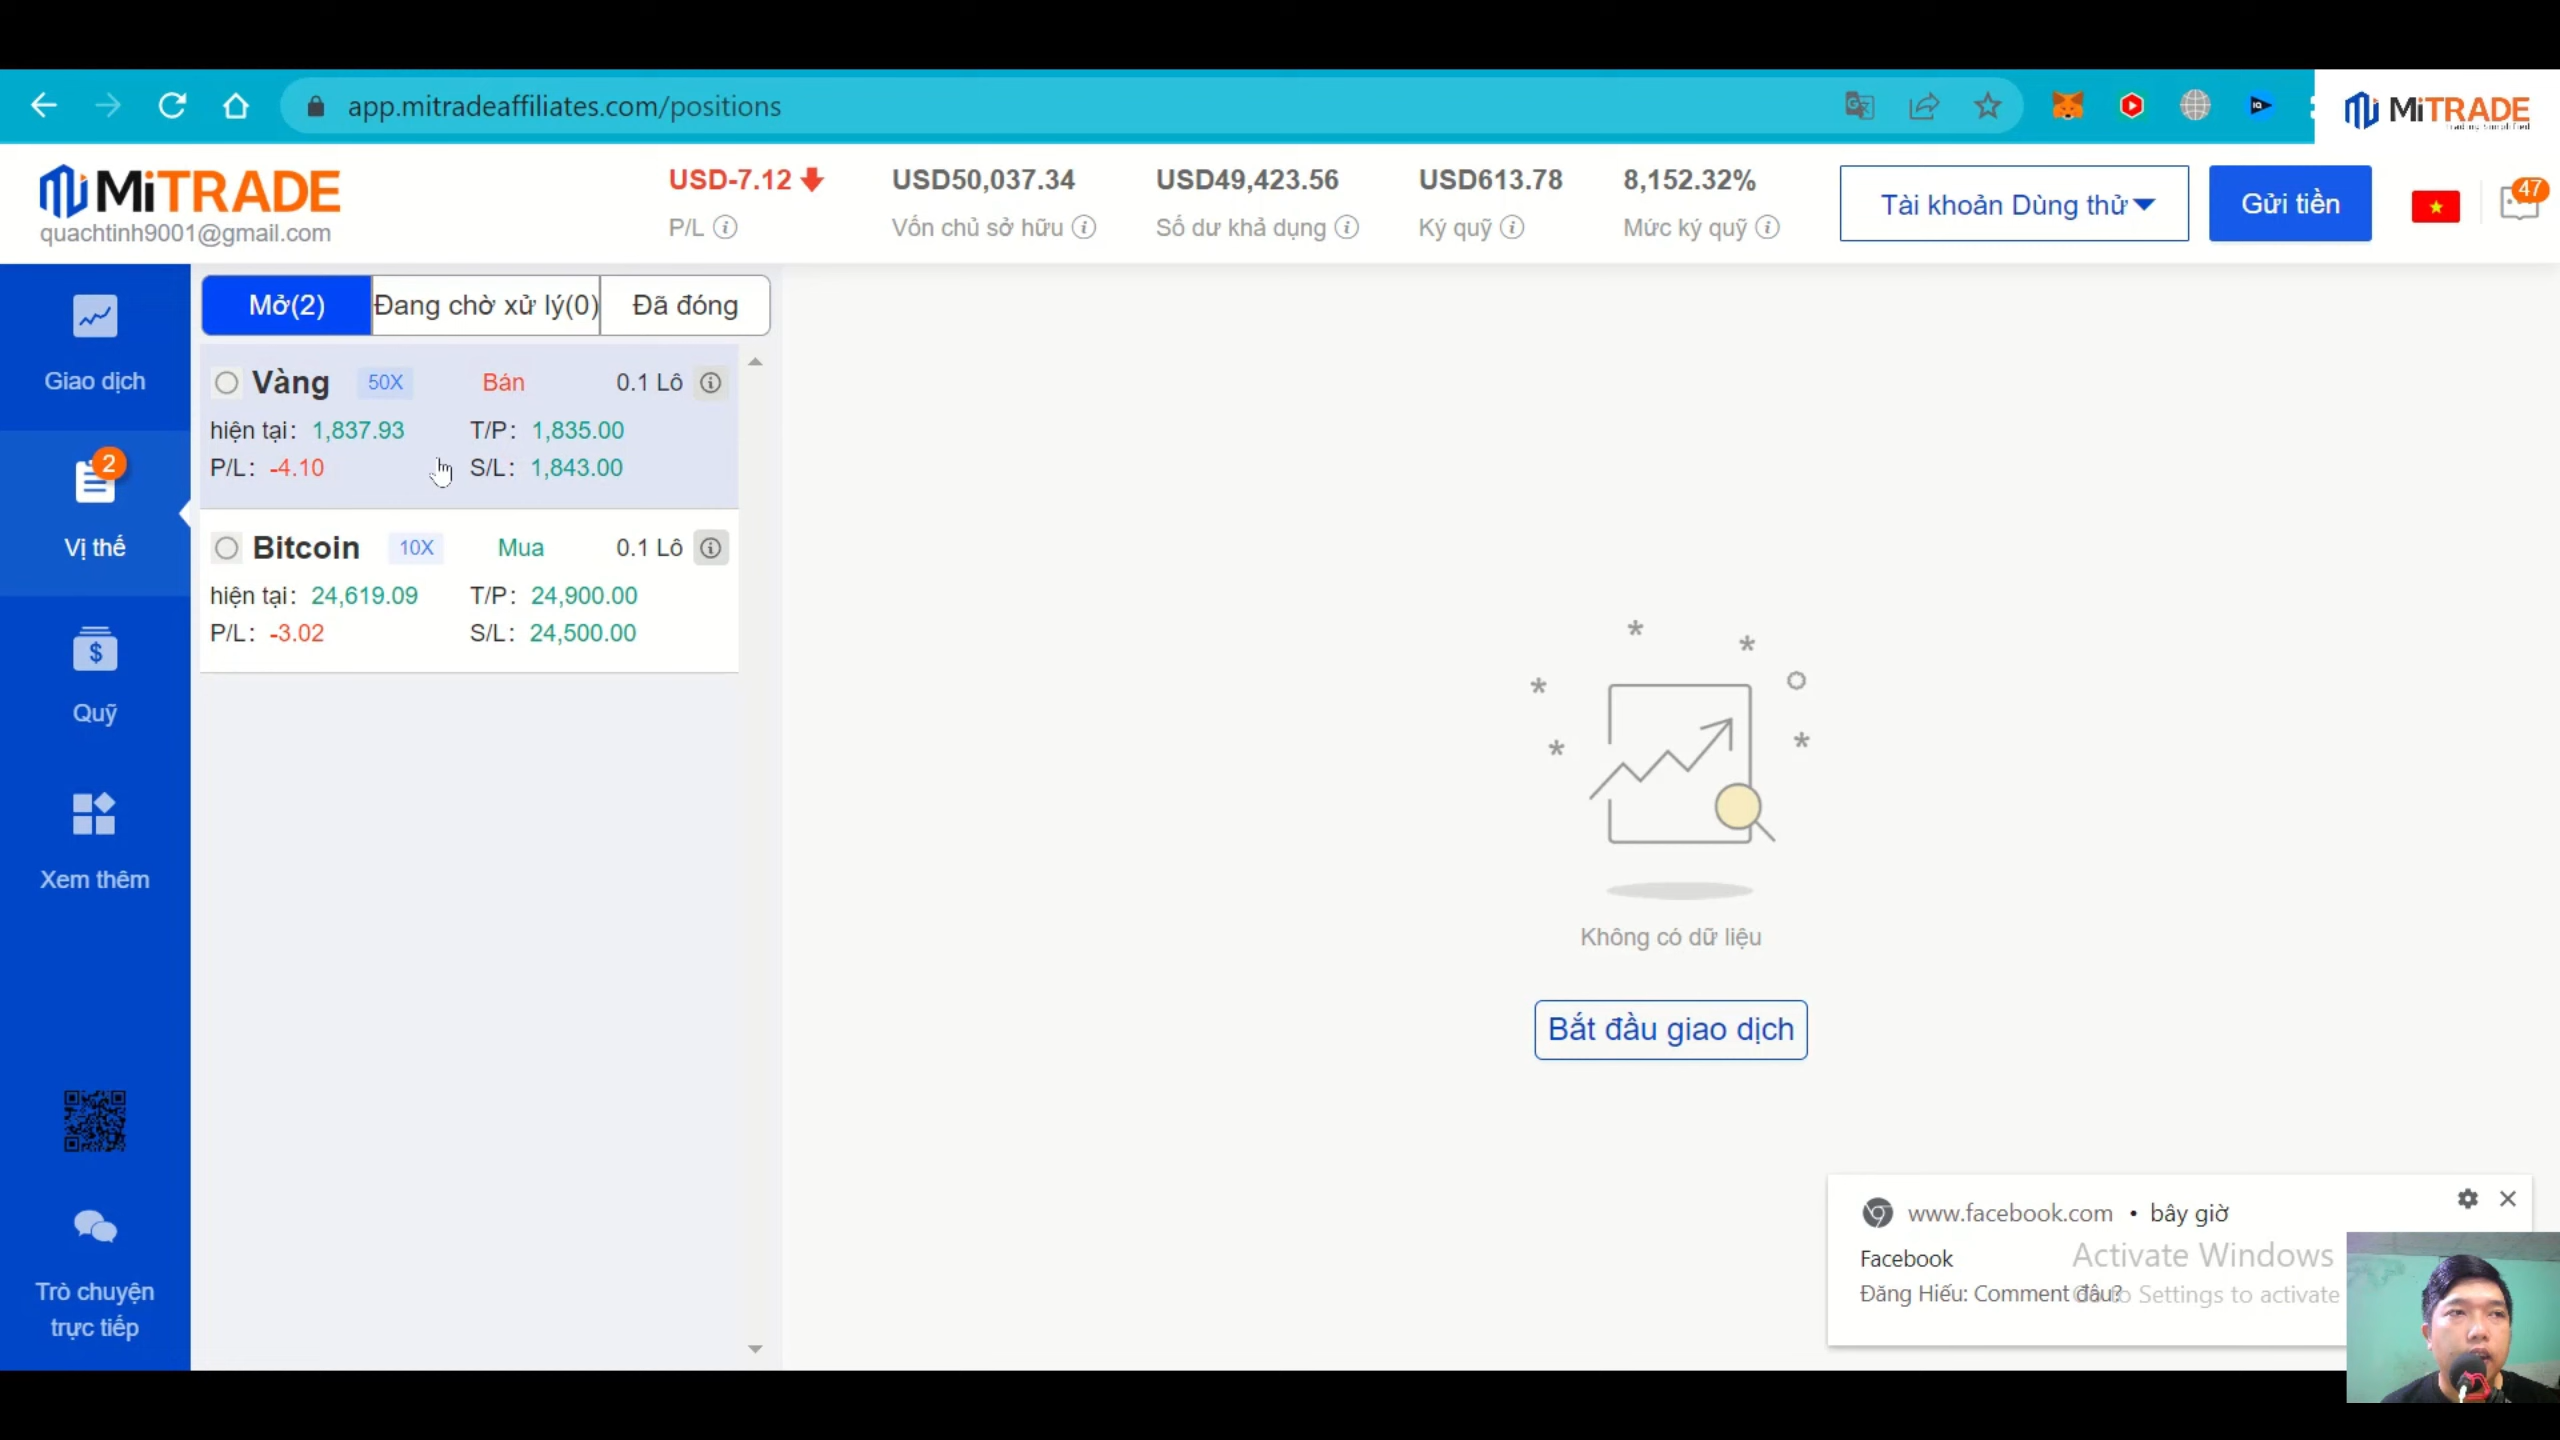 app.mitradeaffiliates.com/positions
MiTRADE
MiTRADE
quachtinh9001@gmail.com
USD-7.12
P/L
USD50,037.34
Vốn chủ sở hữu
USD49,423.56
Số dư khả dụng
USD613.78
Ký quỹ
8,152.32%
Mức ký quỹ
Tài khoản Dùng thử
Gửi tiền
47
Giao dịch
2
Vị thế
Quỹ
Xem thêm
Trò chuyện
trực tiếp
Mở(2)
Đang chờ xử lý(0)
Đã đóng
Vàng 50X Bán 0.1 Lô
hiện tại: 1,837.93 T/P: 1,835.00
P/L: -4.10 S/L: 1,843.00
Bitcoin 10X Mua 0.1 Lô
hiện tại: 24,619.09 T/P: 24,900.00
P/L: -3.02 S/L: 24,500.00
Không có dữ liệu
Bắt đầu giao dịch
www.facebook.com • bây giờ
Facebook
Đăng Hiếu: Comment đâu?
Activate Windows
to Settings to activate